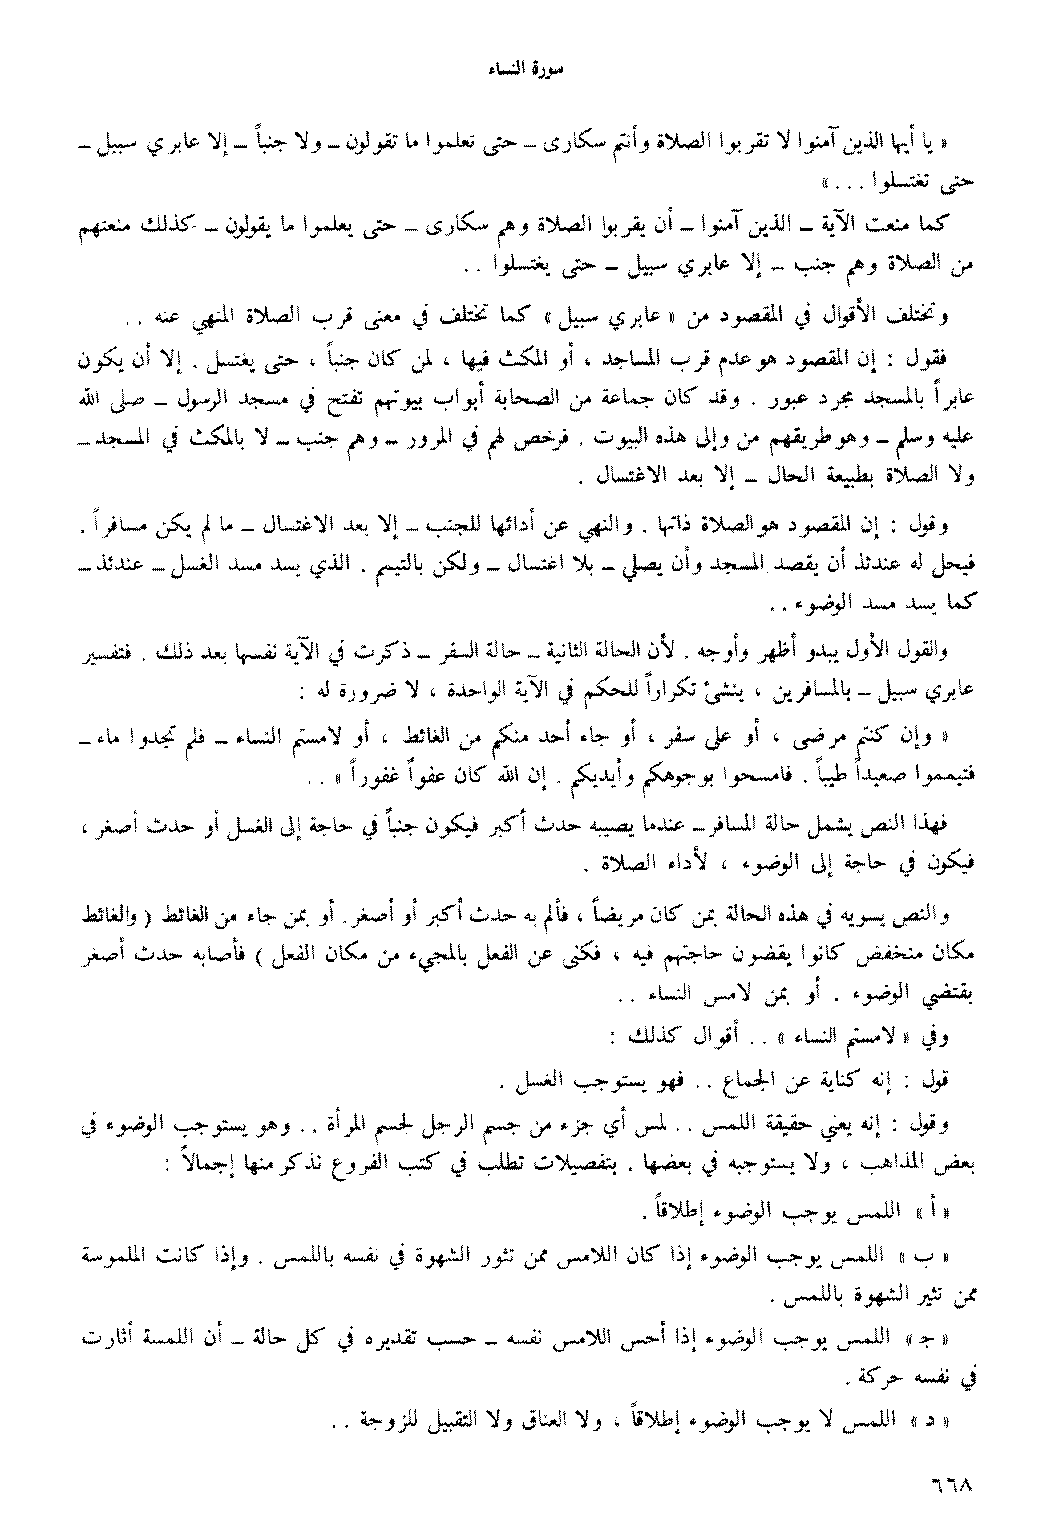 سورة النساء
« يا أيها الذين آمنوا لا تقربوا الصلاة وأنتم سكارى – حتى تعلموا ما تقولون – ولا جنباً – إلا عابري سبيل –
حتى تغتسلوا . . . »
كما منعت الآية – الذين آمنوا – أن يقربوا الصلاة وهم سكارى – حتى يعلموا ما يقولون – كذلك منعتهم
من الصلاة وهم جنب – إلا عابري سبيل – حتى يغتسلوا . .
وتختلف الأقوال في المقصود من « عابري سبيل » كما تختلف في معنى قرب الصلاة المنهي عنه . .
فقول : إن المقصود هو عدم قرب المساجد ، أو المكث فيها ، لمن كان جنباً ، حتى يغتسل . إلا أن يكون
عابراً بالمسجد مجرد عبور . وقد كان جماعة من الصحابة أبواب بيوتهم تفتح في مسجد الرسول – صلى الله
عليه وسلم – وهو طريقهم من وإلى هذه البيوت . فرخص لهم في المرور – وهم جنب – لا بالمكث في المسجد –
ولا الصلاة بطبيعة الحال – إلا بعد الاغتسال .
وقول : إن المقصود هو الصلاة ذاتها . والنهي عن أدائها للجنب – إلا بعد الاغتسال – ما لم يكن مسافراً .
فيحل له عندئذ أن يقصد المسجد وأن يصلي – بلا اغتسال – ولكن بالتيمم . الذي يسد مسد الغسل – عندئذ –
كما يسد مسد الوضوء . .
والقول الأول يبدو أظهر وأوجه . لأن الحالة الثانية – حالة السفر – ذكرت في الآية نفسها بعد ذلك . فتفسير
عابري سبيل – بالمسافرين ، ينشئ تكراراً للحكم في الآية الواحدة ، لا ضرورة له :
« وإن كنتم مرضى ، أو على سفر ، أو جاء أحد منكم من الغائط ، أو لامستم النساء – فلم تجدوا ماء –
فتيمموا صعيداً طيباً . فامسحوا بوجوهكم وأيديكم . إن الله كان عفواً غفوراً » . .
فهذا النص يشمل حالة المسافر – عندما يصيبه حدث أكبر فيكون جنباً في حاجة إلى الغسل أو حدث أصغر ،
فيكون في حاجة إلى الوضوء ، لأداء الصلاة .
والنص يسويه في هذه الحالة بمن كان مريضاً ، فألم به حدث أكبر أو أصغر. أو بمن جاء من الغائط ( والغائط
مكان منخفض كانوا يقضون حاجتهم فيه ، فكنى عن الفعل بالمجيء من مكان الفعل ) فأصابه حدث أصغر
يقتضي الوضوء . أو بمن لامس النساء . .
وفي « لامستم النساء » . . أقوال كذلك :
قول : إنه كناية عن الجماع . . فهو يستوجب الغسل .
وقول : إنه يعني حقيقة اللمس . . لمس أي جزء من جسم الرجل لجسم المرأة . . وهو يستوجب الوضوء في
بعض المذاهب ، ولا يستوجبه في بعضها . بتفصيلات تطلب في كتب الفروع نذكر منها إجمالاً :
« أ » اللمس يوجب الوضوء إطلاقاً .
« ب » اللمس يوجب الوضوء إذا كان اللامس ممن تثور الشهوة في نفسه باللمس . وإذا كانت الملموسة
ممن تثير الشهوة باللمس .
« جـ » اللمس يوجب الوضوء إذا أحس اللامس نفسه – حسب تقديره في كل حالة – أن اللمسة أثارت
في نفسه حركة .
« د » اللمس لا يوجب الوضوء إطلاقاً ، ولا العناق ولا التقبيل للزوجة . .
٦٦٨